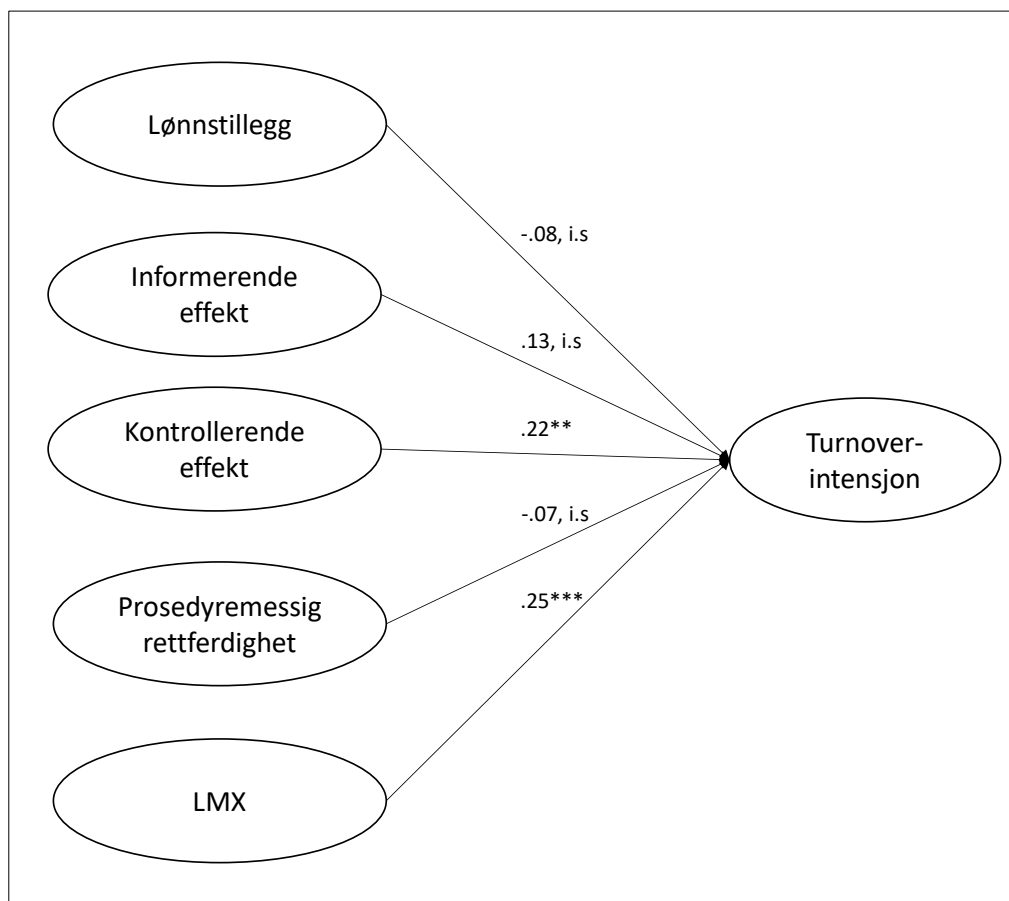 Lønnstillegg
-.08, i.s
Informerende
effekt
.13, i.s
Kontrollerende
effekt
.22**
Turnover-
intensjon
-.07, i.s
Prosedyremessig
rettferdighet
.25***
LMX